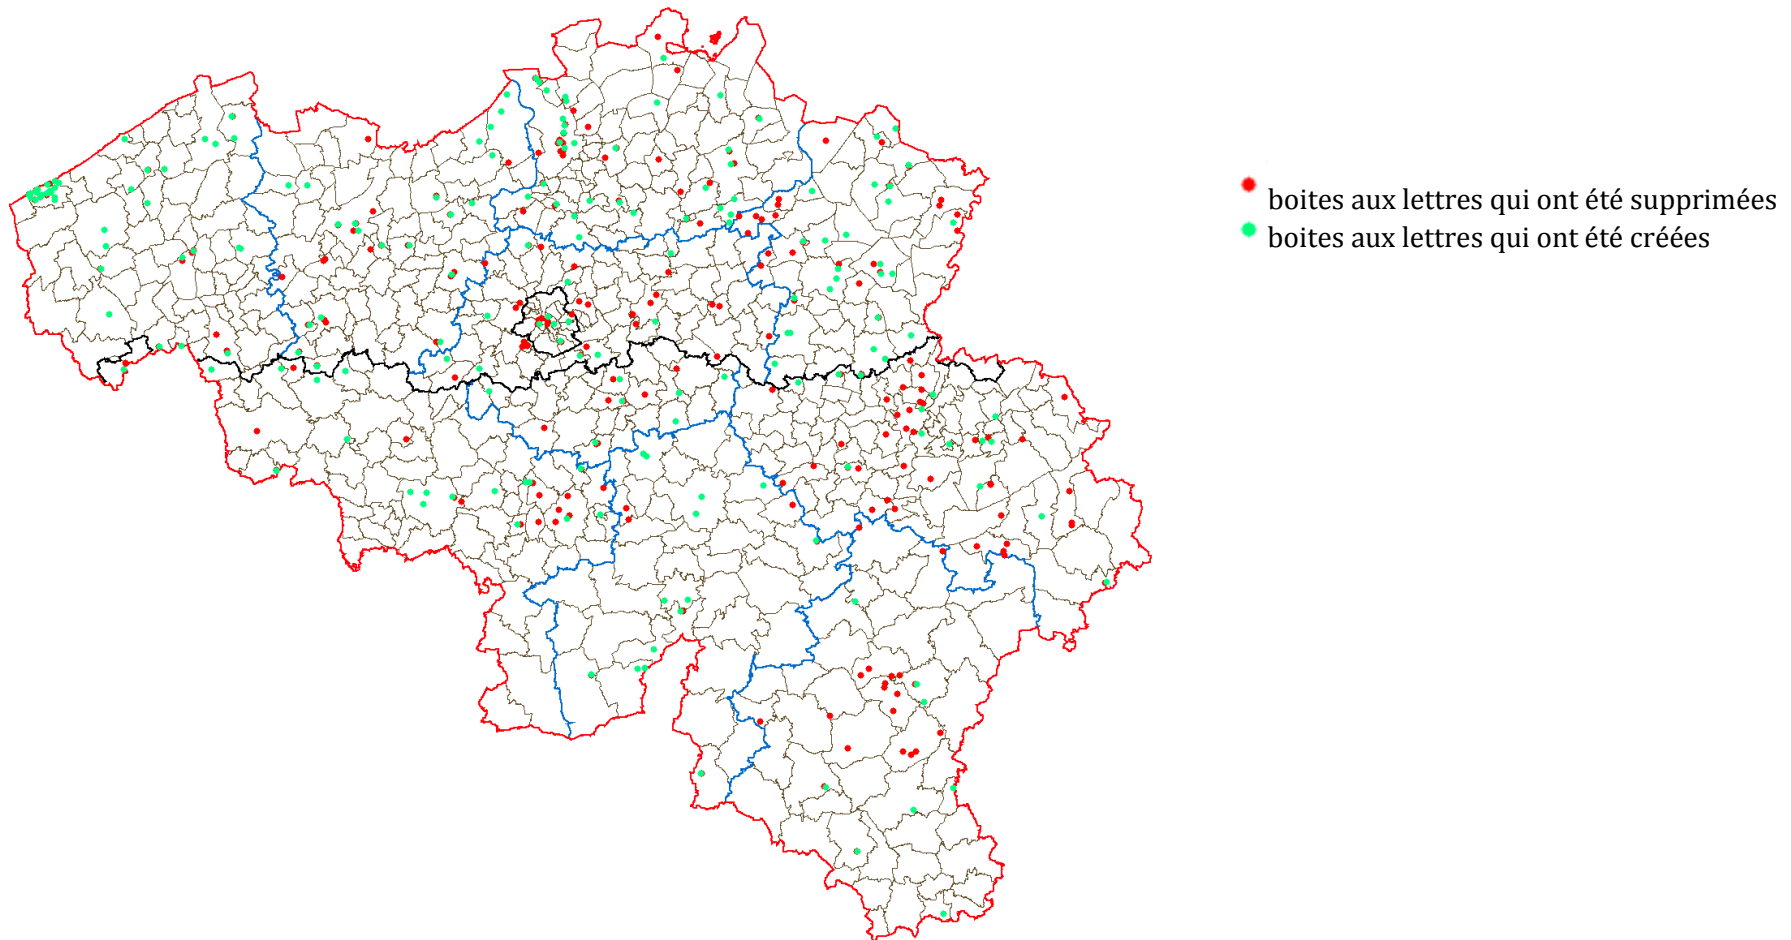 boites aux lettres qui ont été supprimées
boites aux lettres qui ont été créées